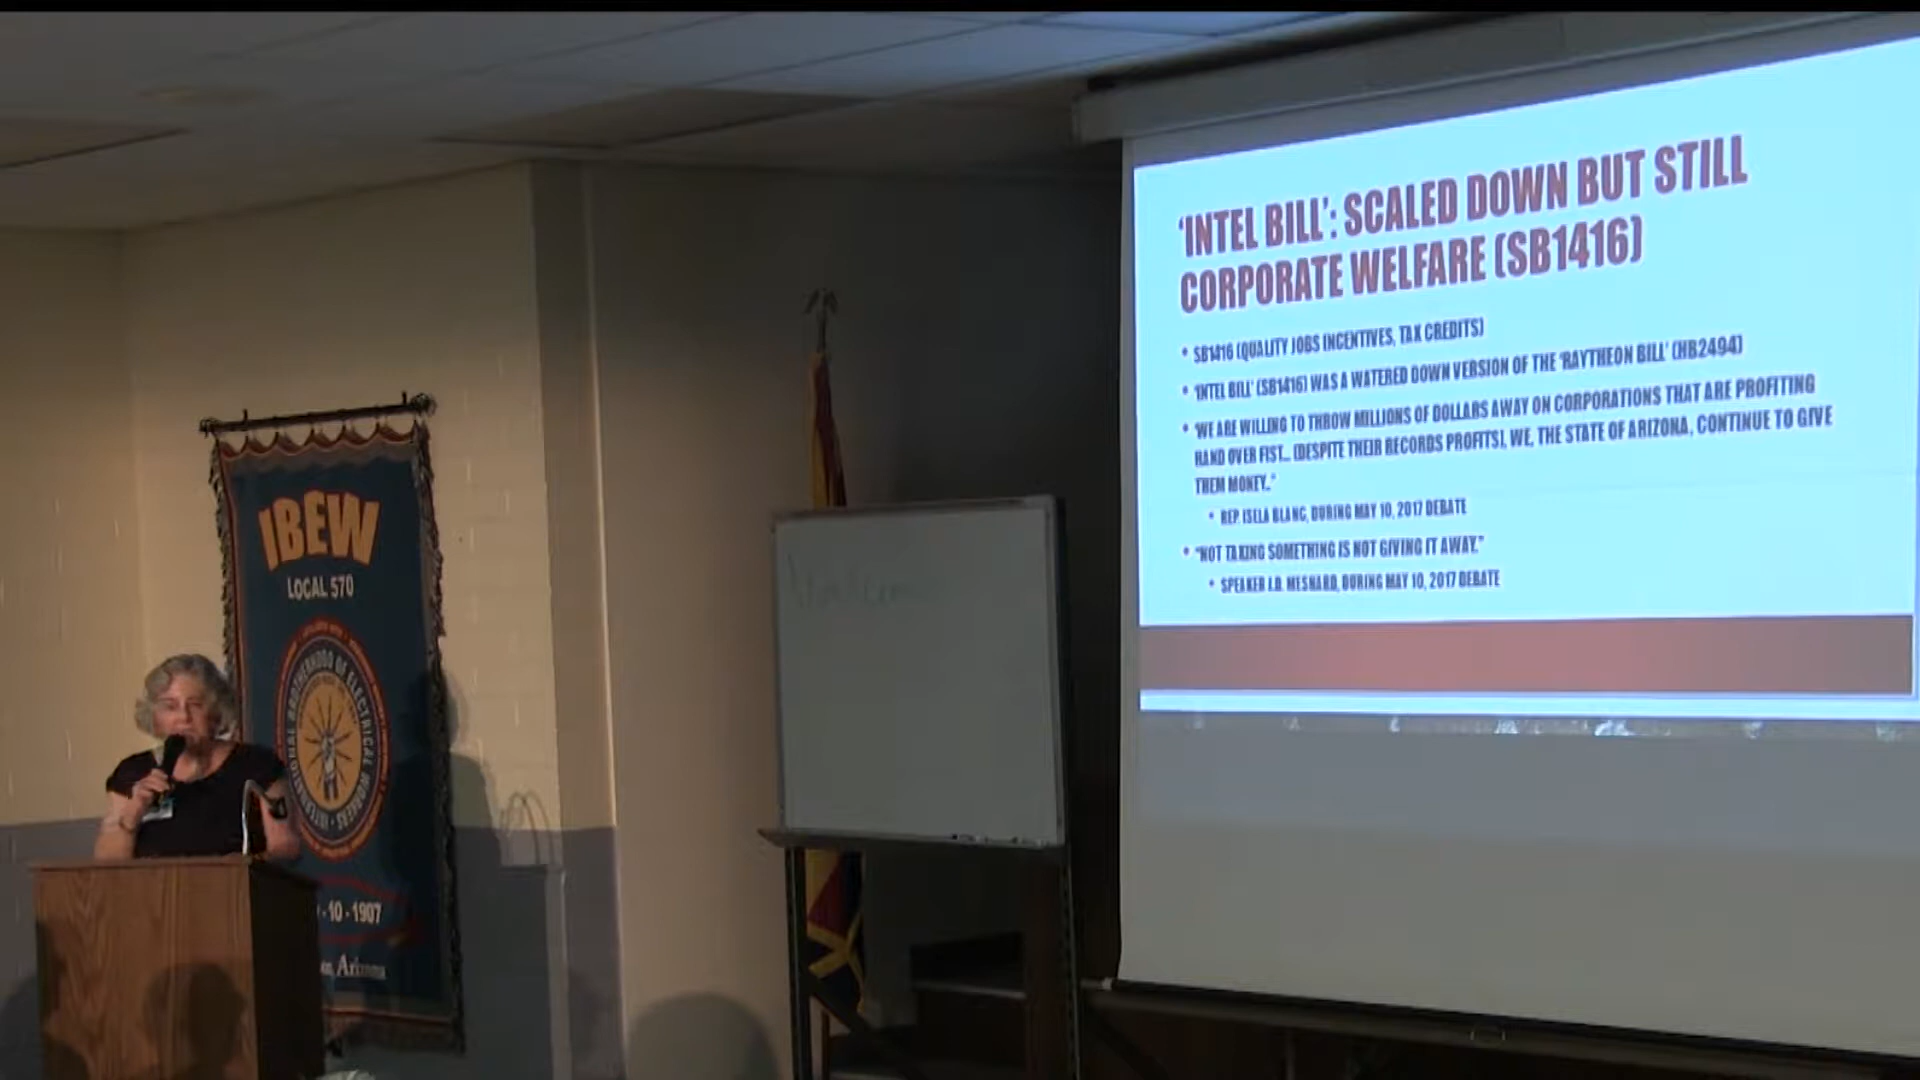 'INTEL BILL': SCALED DOWN BUT STILL
CORPORATE WELFARE (SB1416)
• SB1416 (QUALITY JOBS INCENTIVES, TAX CREDITS)
• 'INTEL BILL' (SB1416) WAS A WATERED DOWN VERSION OF THE 'RAYTHEON BILL' (HB2494)
• 'WE ARE WILLING TO THROW MILLIONS OF DOLLARS AWAY ON CORPORATIONS THAT ARE PROFITING
HAND OVER FIST... (DESPITE THEIR RECORDS PROFITS), WE, THE STATE OF ARIZONA, CONTINUE TO GIVE
THEM MONEY.."
• REP. ISELA BLANC, DURING MAY 10, 2017 DEBATE
• "NOT TAKING SOMETHING IS NOT GIVING IT AWAY."
• SPEAKER J.D. MESNARD, DURING MAY 10, 2017 DEBATE
IBEW
LOCAL 570
INTERNATIONAL BROTHERHOOD OF ELECTRICAL WORKERS
-10-1907
Arizona